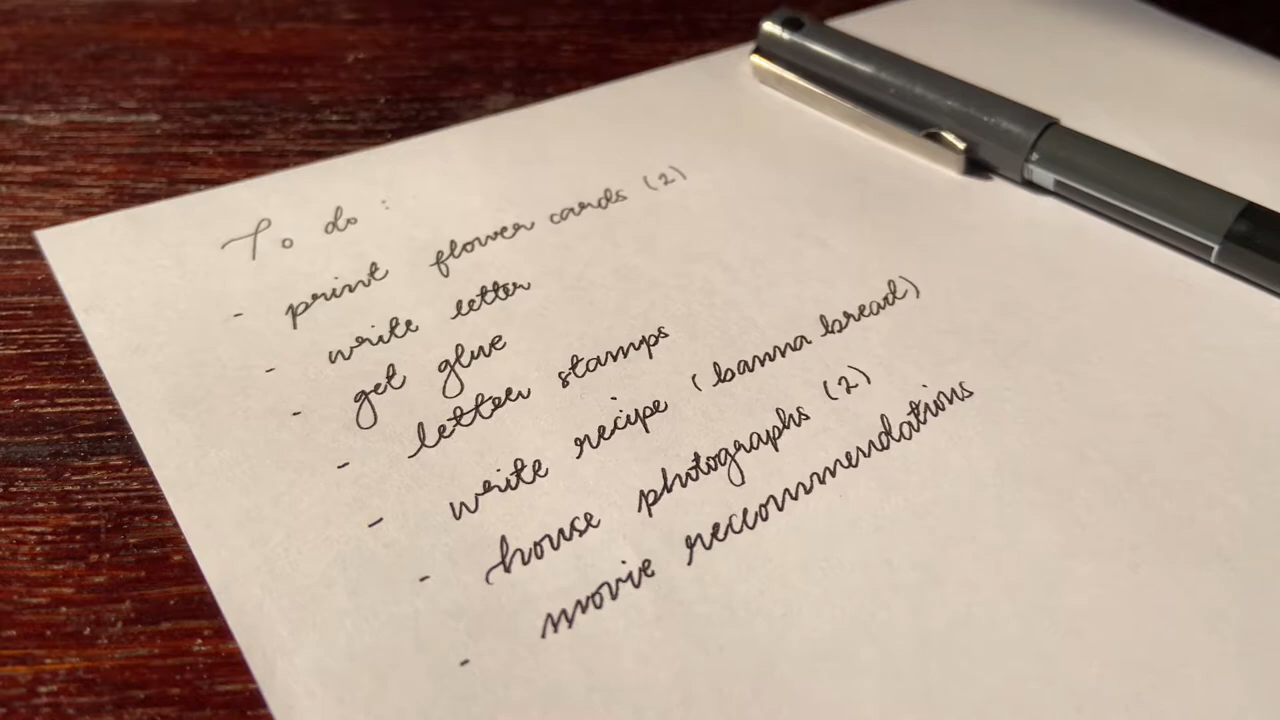 To do :
- print flower cards (2)
- write letter
- get glue
- letter stamps
- write recipe (banna bread)
- house photographs (2)
- movie reccommendations